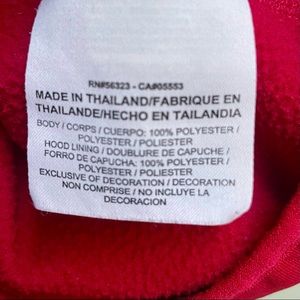 RN#56323 - CA#05553
MADE IN THAILAND/FABRIQUE EN
THAILANDE/HECHO EN TAILANDIA
BODY / CORPS / CUERPO: 100% POLYESTER /
POLYESTER / POLIESTER
HOOD LINING / DOUBLURE DE CAPUCHE /
FORRO DE CAPUCHA: 100% POLYESTER /
POLYESTER / POLIESTER
EXCLUSIVE OF DECORATION / DECORATION
NON COMPRISE / NO INCLUYE LA
DECORACION